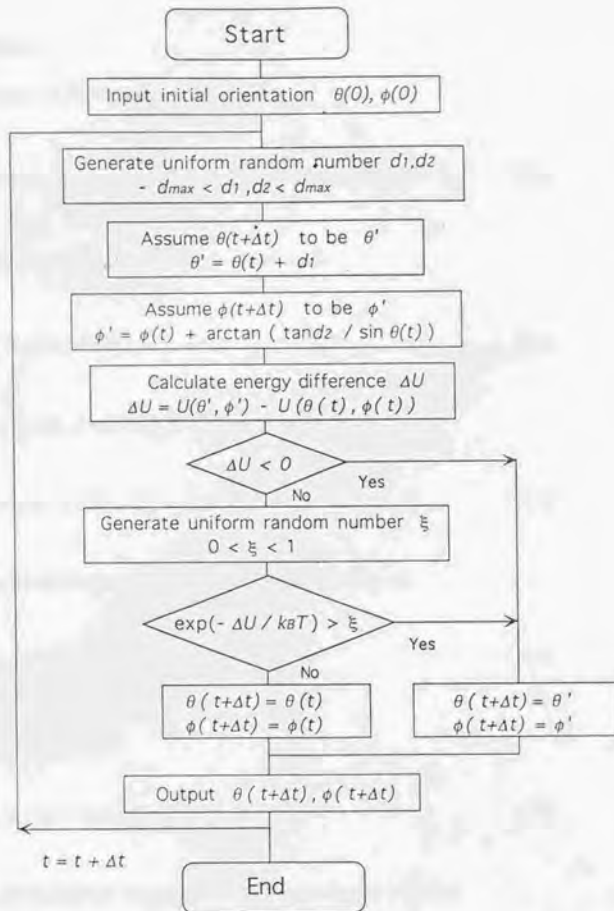 Start
Input initial orientation θ(0), φ(0)
Generate uniform random number d1,d2
- dmax < d1 ,d2 < dmax
Assume θ(t+Δt) to be θ'
θ' = θ(t) + d1
Assume φ(t+Δt) to be φ'
φ' = φ(t) + arctan ( tand2 / sin θ(t) )
Calculate energy difference ΔU
ΔU = U(θ', φ') - U(θ(t), φ(t))
ΔU < 0
Yes
No
Generate uniform random number ξ
0 < ξ < 1
exp(- ΔU / kBT) > ξ
Yes
No
θ(t+Δt) = θ(t)
φ(t+Δt) = φ(t)
θ(t+Δt) = θ'
φ(t+Δt) = φ'
Output θ(t+Δt), φ(t+Δt)
t = t + Δt
End